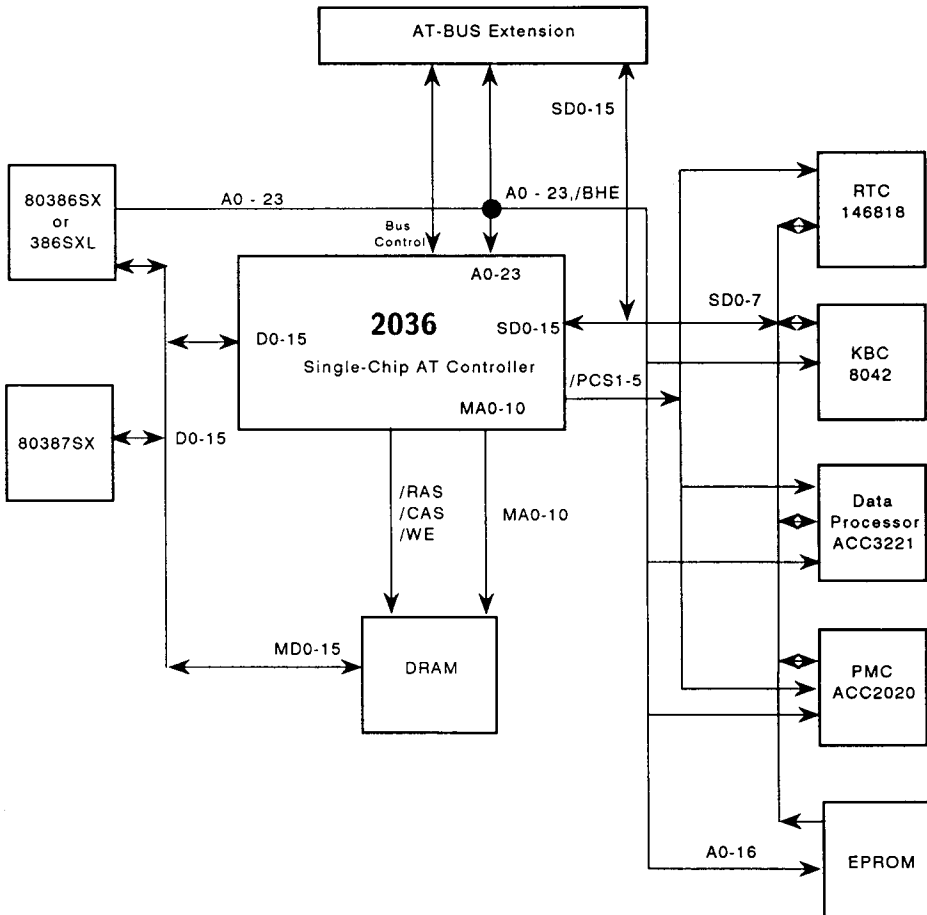 AT-BUS Extension
SD0-15
80386SX
or
386SXL
A0 - 23
A0 - 23,/BHE
RTC
146818
Bus
Control
A0-23
2036
D0-15
SD0-15
SD0-7
Single-Chip AT Controller
KBC
8042
/PCS1-5
MA0-10
80387SX
D0-15
/RAS
/CAS
/WE
MA0-10
Data
Processor
ACC3221
MD0-15
DRAM
PMC
ACC2020
A0-16
EPROM